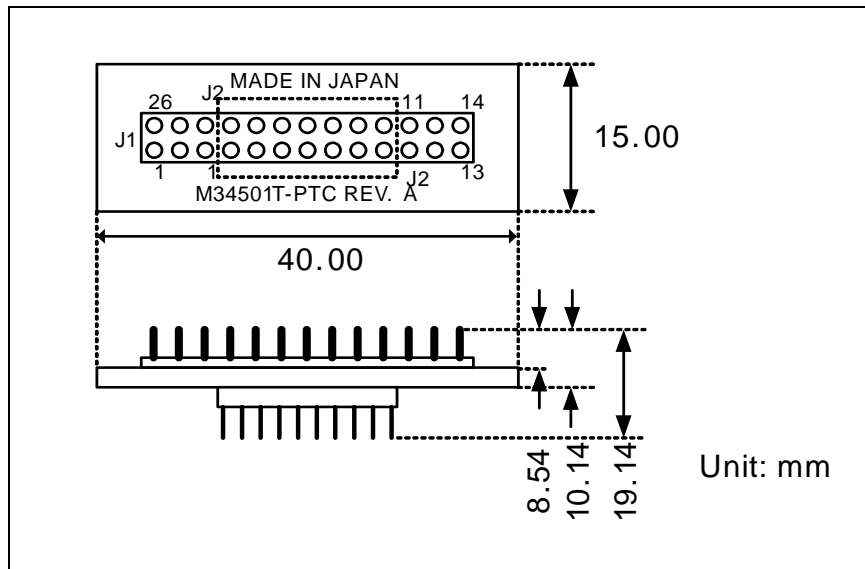 MADE IN JAPAN
J2
26
11
14
J1
1
1
J2
13
M34501T-PTC REV. A
15.00
40.00
8.54
10.14
19.14
Unit: mm